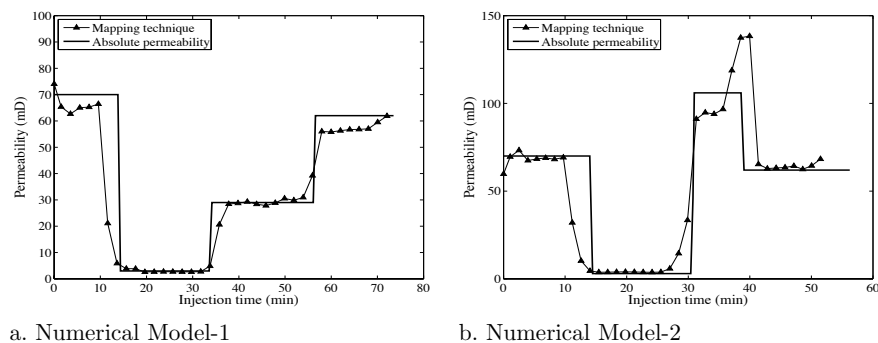 100
90
80
70
60
50
40
30
20
10
0
Permeability (mD)
Mapping technique
Absolute permeability
0 10 20 30 40 50 60 70 80
Injection time (min)
a. Numerical Model-1
150
100
50
0
Permeability (mD)
Mapping technique
Absolute permeability
0 10 20 30 40 50 60
Injection time (min)
b. Numerical Model-2